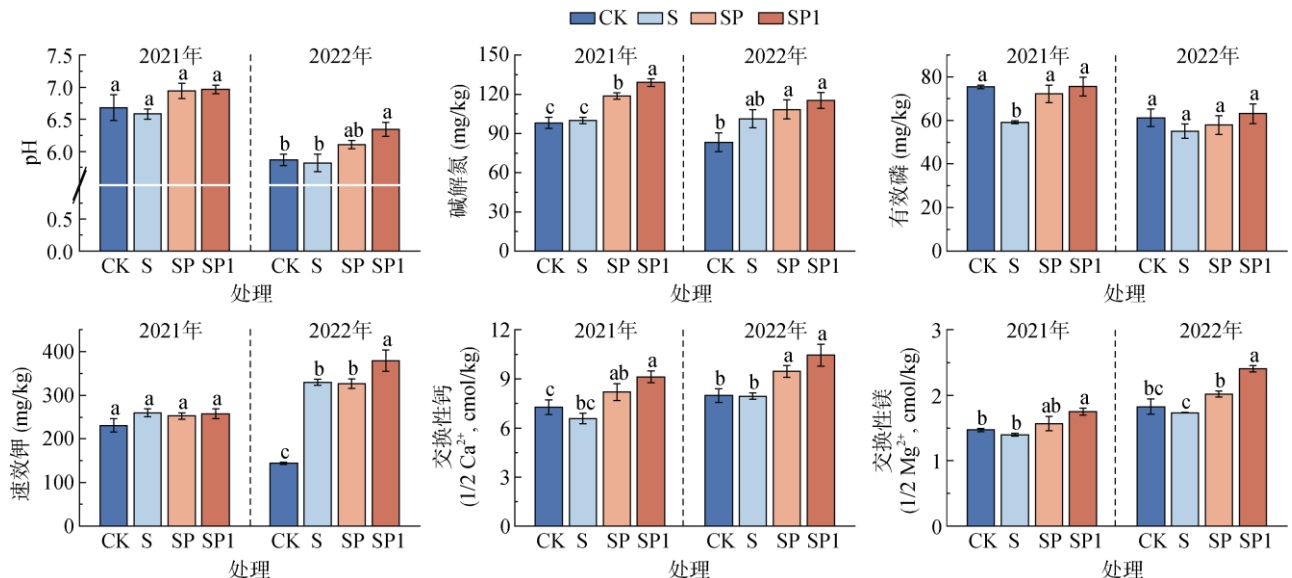 CK S SP SP1
7.5
7.0
6.5
6.0
0.5
0.0
pH
2021年 2022年
a a a a b b ab a
CK S SP SP1 CK S SP SP1
处理
150
120
90
60
30
0
碱解氮 (mg/kg)
2021年 2022年
c c b a b ab a a
CK S SP SP1 CK S SP SP1
处理
80
60
40
20
0
有效磷 (mg/kg)
2021年 2022年
a b a a a a a a
CK S SP SP1 CK S SP SP1
处理
400
300
200
100
0
速效钾 (mg/kg)
2021年 2022年
a a a a c b b a
CK S SP SP1 CK S SP SP1
处理
12
9
6
3
0
交换性钙
(1/2 Ca²⁺, cmol/kg)
2021年 2022年
c bc ab a b b a a
CK S SP SP1 CK S SP SP1
处理
3
2
1
0
交换性镁
(1/2 Mg²⁺, cmol/kg)
2021年 2022年
b b ab a bc c b a
CK S SP SP1 CK S SP SP1
处理